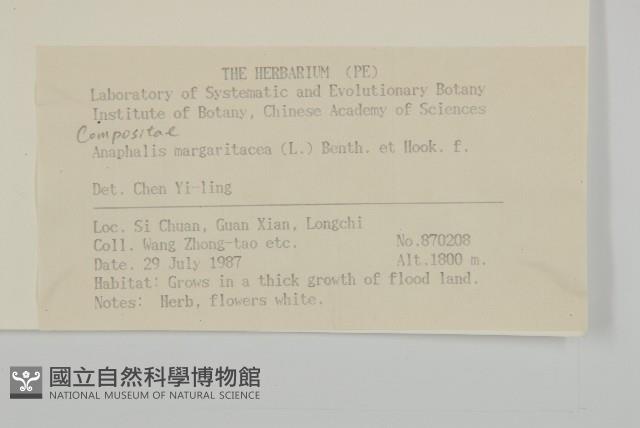 THE HERBARIUM (PE)
Laboratory of Systematic and Evolutionary Botany
Institute of Botany, Chinese Academy of Sciences
Compositae
Anaphalis margaritacea (L.) Benth. et Hook. f.
Det. Chen Yi-ling
Loc. Si Chuan, Guan Xian, Longchi
Coll. Wang Zhong-tao etc. No.870208
Date. 29 July 1987 Alt.1800 m.
Habitat: Grows in a thick growth of flood land.
Notes: Herb, flowers white.
國立自然科學博物館
NATIONAL MUSEUM OF NATURAL SCIENCE